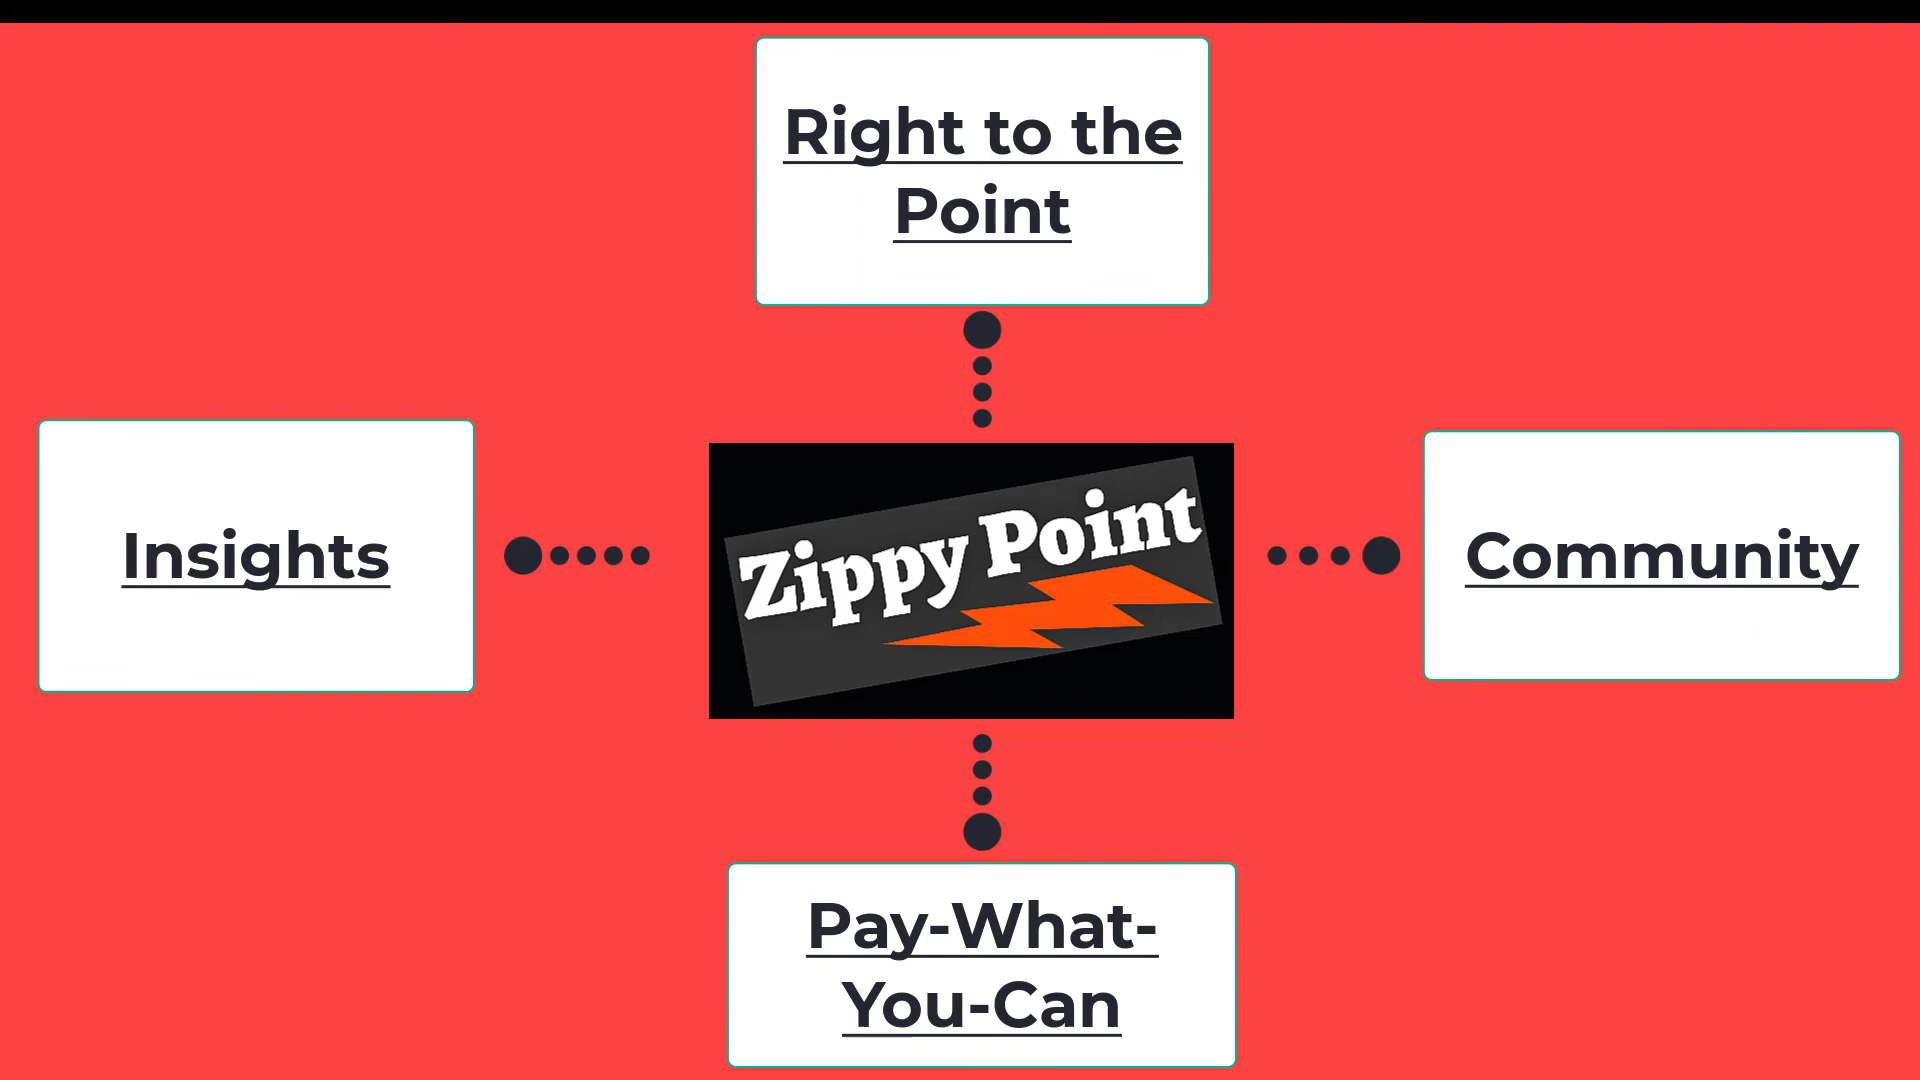 Right to the
Point
Insights
Zippy Point
Community
Pay-What-
You-Can